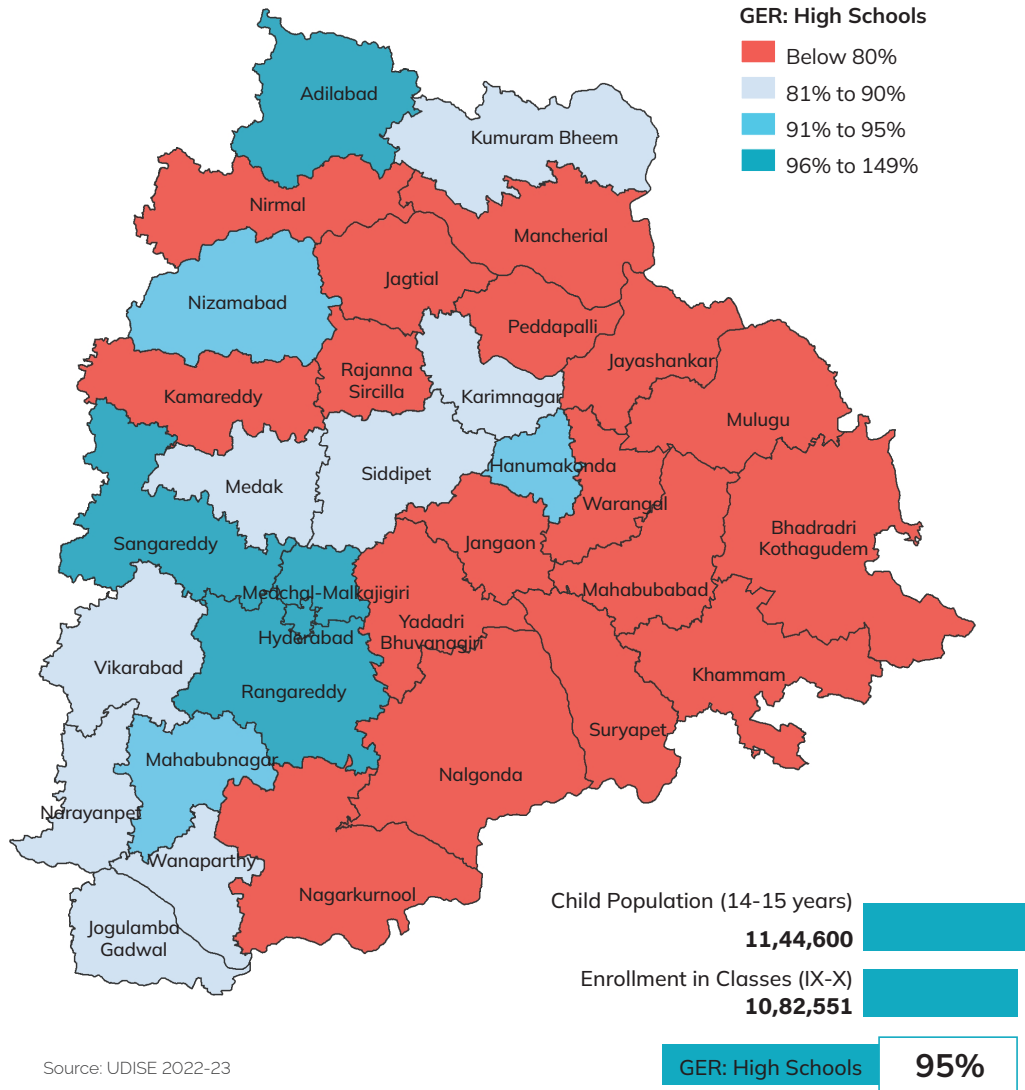 GER: High Schools
Below 80%
81% to 90%
91% to 95%
96% to 149%
Adilabad
Kumuram Bheem
Nirmal
Mancherial
Jagtial
Nizamabad
Peddapalli
Jayashankar
Rajanna
Sircilla
Kamareddy
Karimnagar
Mulugu
Hanumakonda
Siddipet
Medak
Warangal
Bhadradri
Kothagudem
Sangareddy
Jangaon
Medchal-Malkajigiri
Mahabubabad
Yadadri
Bhuvanagiri
Hyderabad
Vikarabad
Khammam
Rangareddy
Suryapet
Mahabubnagar
Nalgonda
Narayanpet
Wanaparthy
Nagarkurnool
Jogulamba
Gadwal
Child Population (14-15 years)
11,44,600
Enrollment in Classes (IX-X)
10,82,551
GER: High Schools 95%
Source: UDISE 2022-23